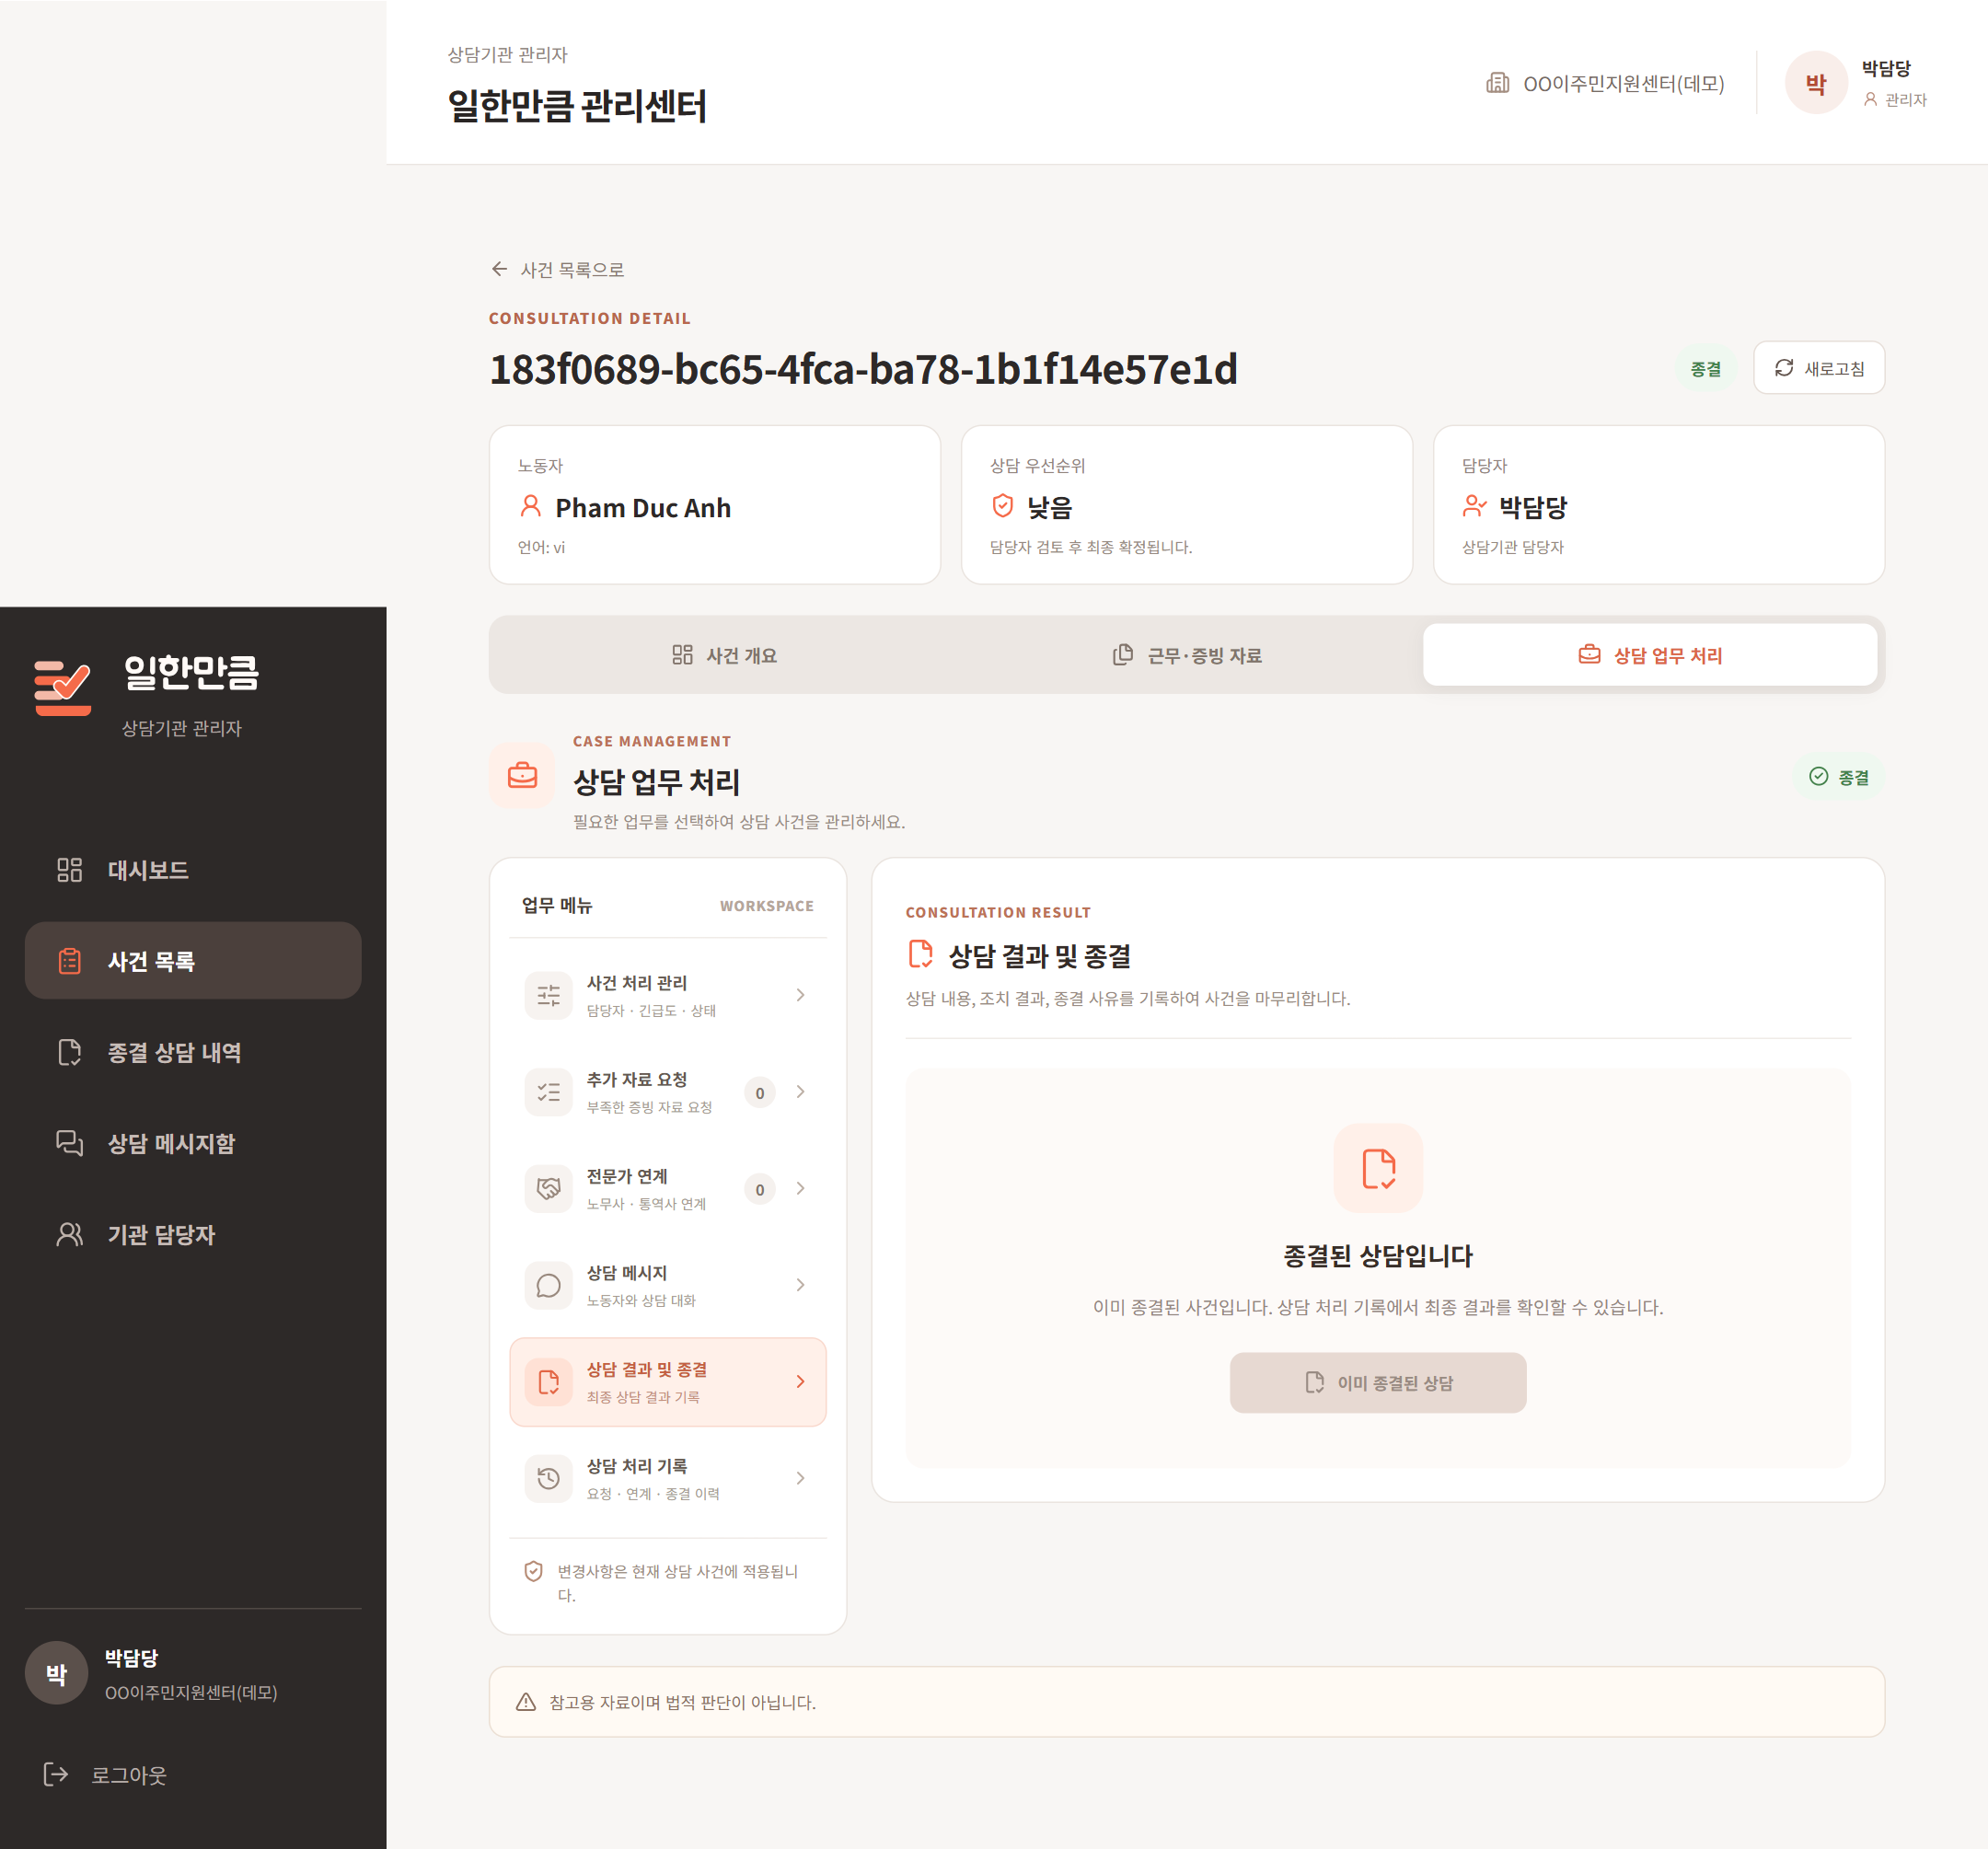 상담기관 관리자
일한만큼 관리센터
OO이주민지원센터(데모)
박
박담당
관리자
사건 목록으로
CONSULTATION DETAIL
183f0689-bc65-4fca-ba78-1b1f14e57e1d
종결
새로고침
노동자
Pham Duc Anh
언어: vi
상담 우선순위
낮음
담당자 검토 후 최종 확정됩니다.
담당자
박담당
상담기관 담당자
사건 개요
근무·증빙 자료
상담 업무 처리
일한만큼
상담기관 관리자
대시보드
사건 목록
종결 상담 내역
상담 메시지함
기관 담당자
박
박담당
OO이주민지원센터(데모)
로그아웃
CASE MANAGEMENT
상담 업무 처리
필요한 업무를 선택하여 상담 사건을 관리하세요.
종결
업무 메뉴
WORKSPACE
사건 처리 관리
담당자 · 긴급도 · 상태
추가 자료 요청
부족한 증빙 자료 요청
0
전문가 연계
노무사 · 통역사 연계
0
상담 메시지
노동자와 상담 대화
상담 결과 및 종결
최종 상담 결과 기록
상담 처리 기록
요청 · 연계 · 종결 이력
변경사항은 현재 상담 사건에 적용됩니
다.
CONSULTATION RESULT
상담 결과 및 종결
상담 내용, 조치 결과, 종결 사유를 기록하여 사건을 마무리합니다.
종결된 상담입니다
이미 종결된 사건입니다. 상담 처리 기록에서 최종 결과를 확인할 수 있습니다.
이미 종결된 상담
참고용 자료이며 법적 판단이 아닙니다.